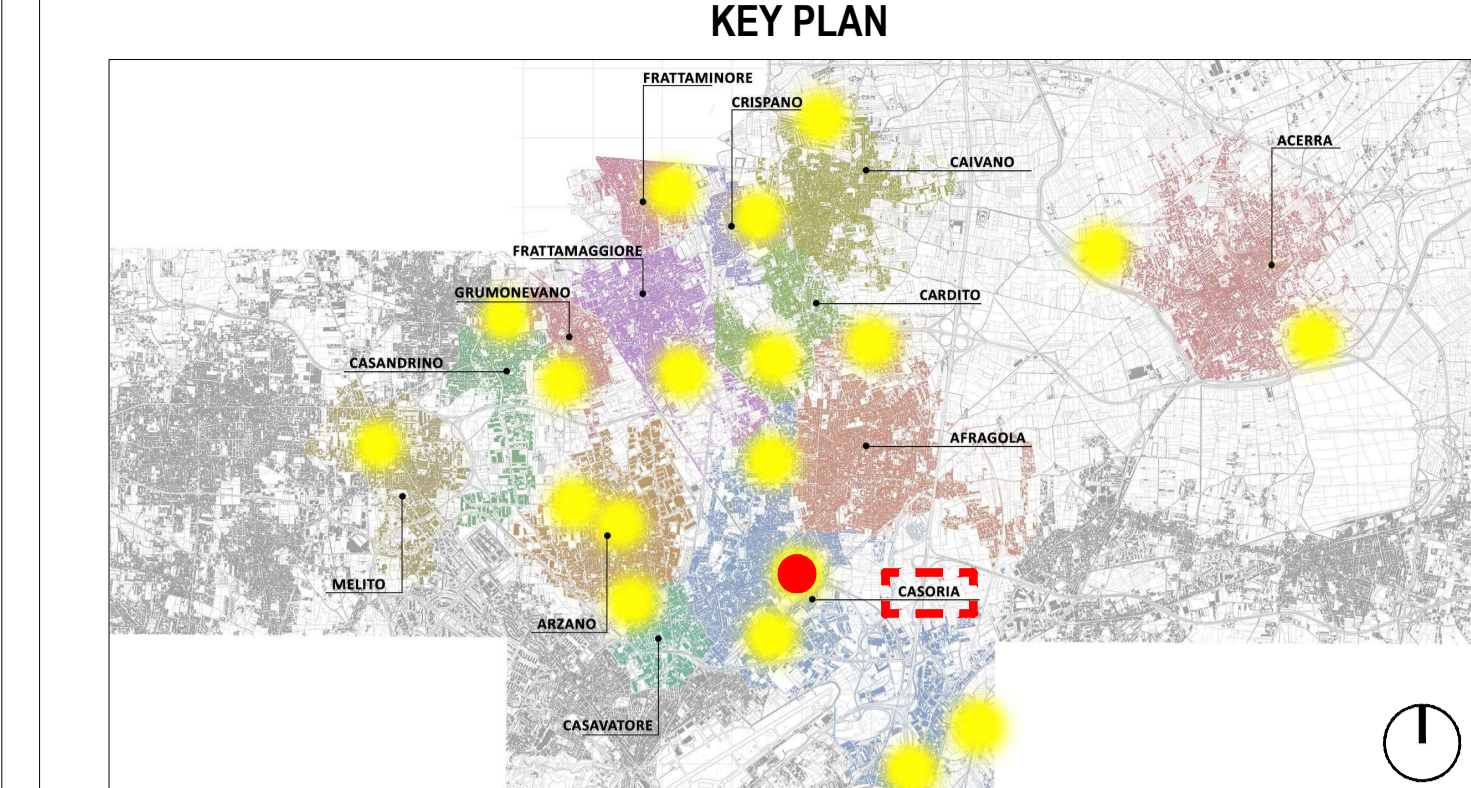 KEY PLAN
FRATTAMINORE
CRISPANO
ACERRA
CAIVANO
FRATTAMAGGIORE
GRUMONEVANO
CARDITO
CASANDRINO
AFRAGOLA
MELITO
CASORIA
ARZANO
CASAVATORE